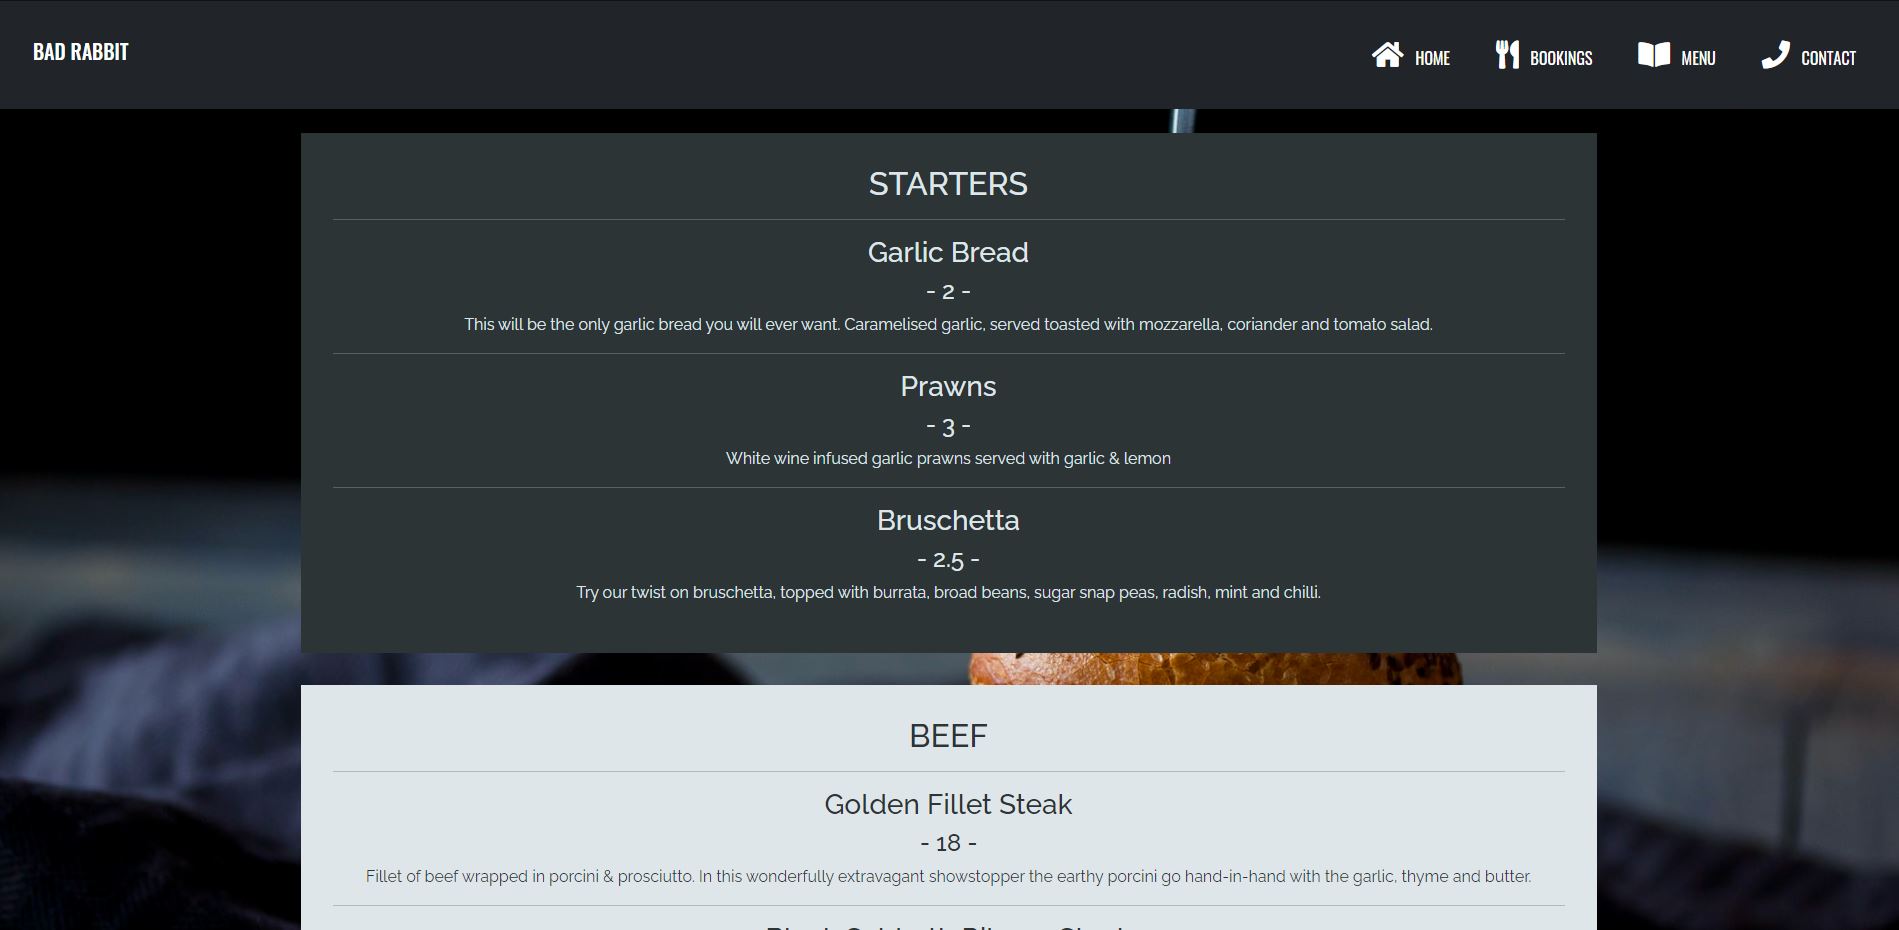 BAD RABBIT
HOME
BOOKINGS
MENU
CONTACT
STARTERS
Garlic Bread
- 2 -
This will be the only garlic bread you will ever want. Caramelised garlic, served toasted with mozzarella, coriander and tomato salad.
Prawns
- 3 -
White wine infused garlic prawns served with garlic & lemon
Bruschetta
- 2.5 -
Try our twist on bruschetta, topped with burrata, broad beans, sugar snap peas, radish, mint and chilli.
BEEF
Golden Fillet Steak
- 18 -
Fillet of beef wrapped in porcini & prosciutto. In this wonderfully extravagant showstopper the earthy porcini go hand-in-hand with the garlic, thyme and butter.